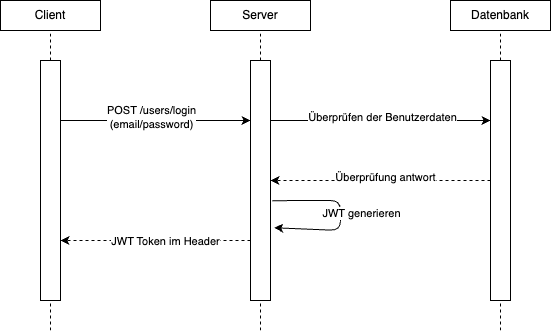 Client
Server
Datenbank
POST /users/login
(email/password)
Überprüfen der Benutzerdaten
Überprüfung antwort
JWT generieren
JWT Token im Header